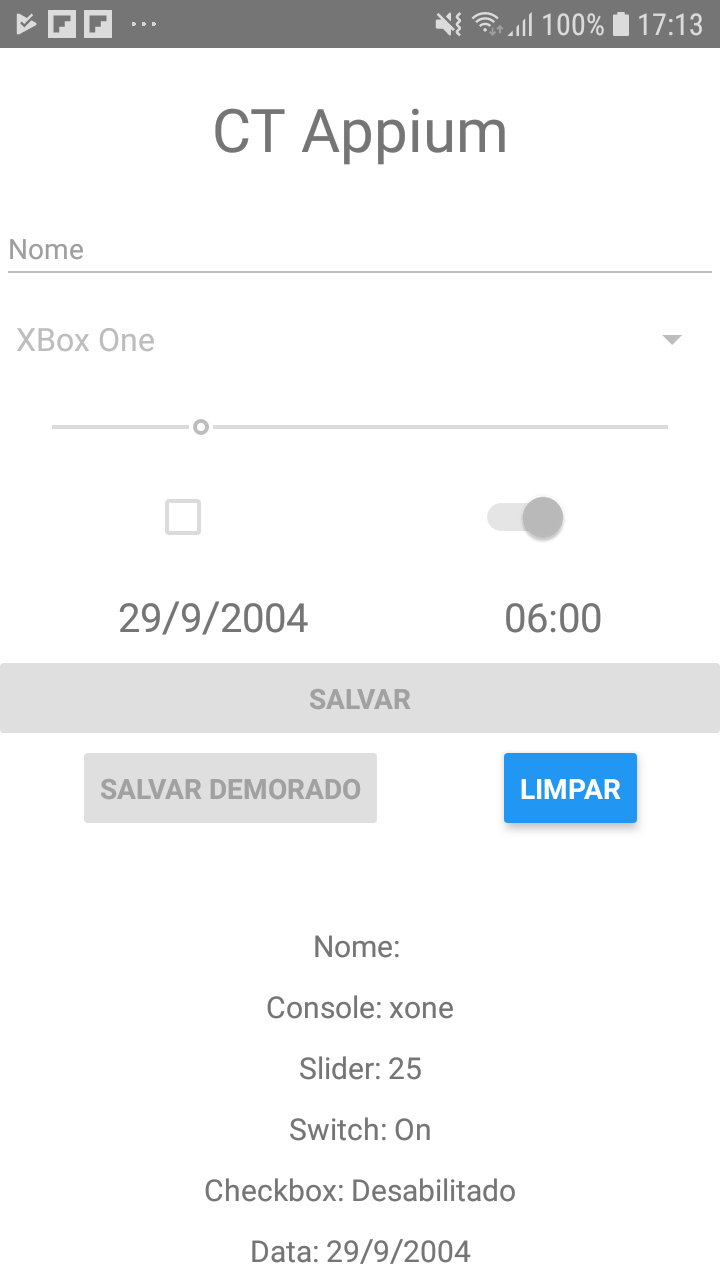 100% 17:13
CT Appium
Nome
XBox One
29/9/2004 06:00
SALVAR
SALVAR DEMORADO LIMPAR
Nome:
Console: xone
Slider: 25
Switch: On
Checkbox: Desabilitado
Data: 29/9/2004